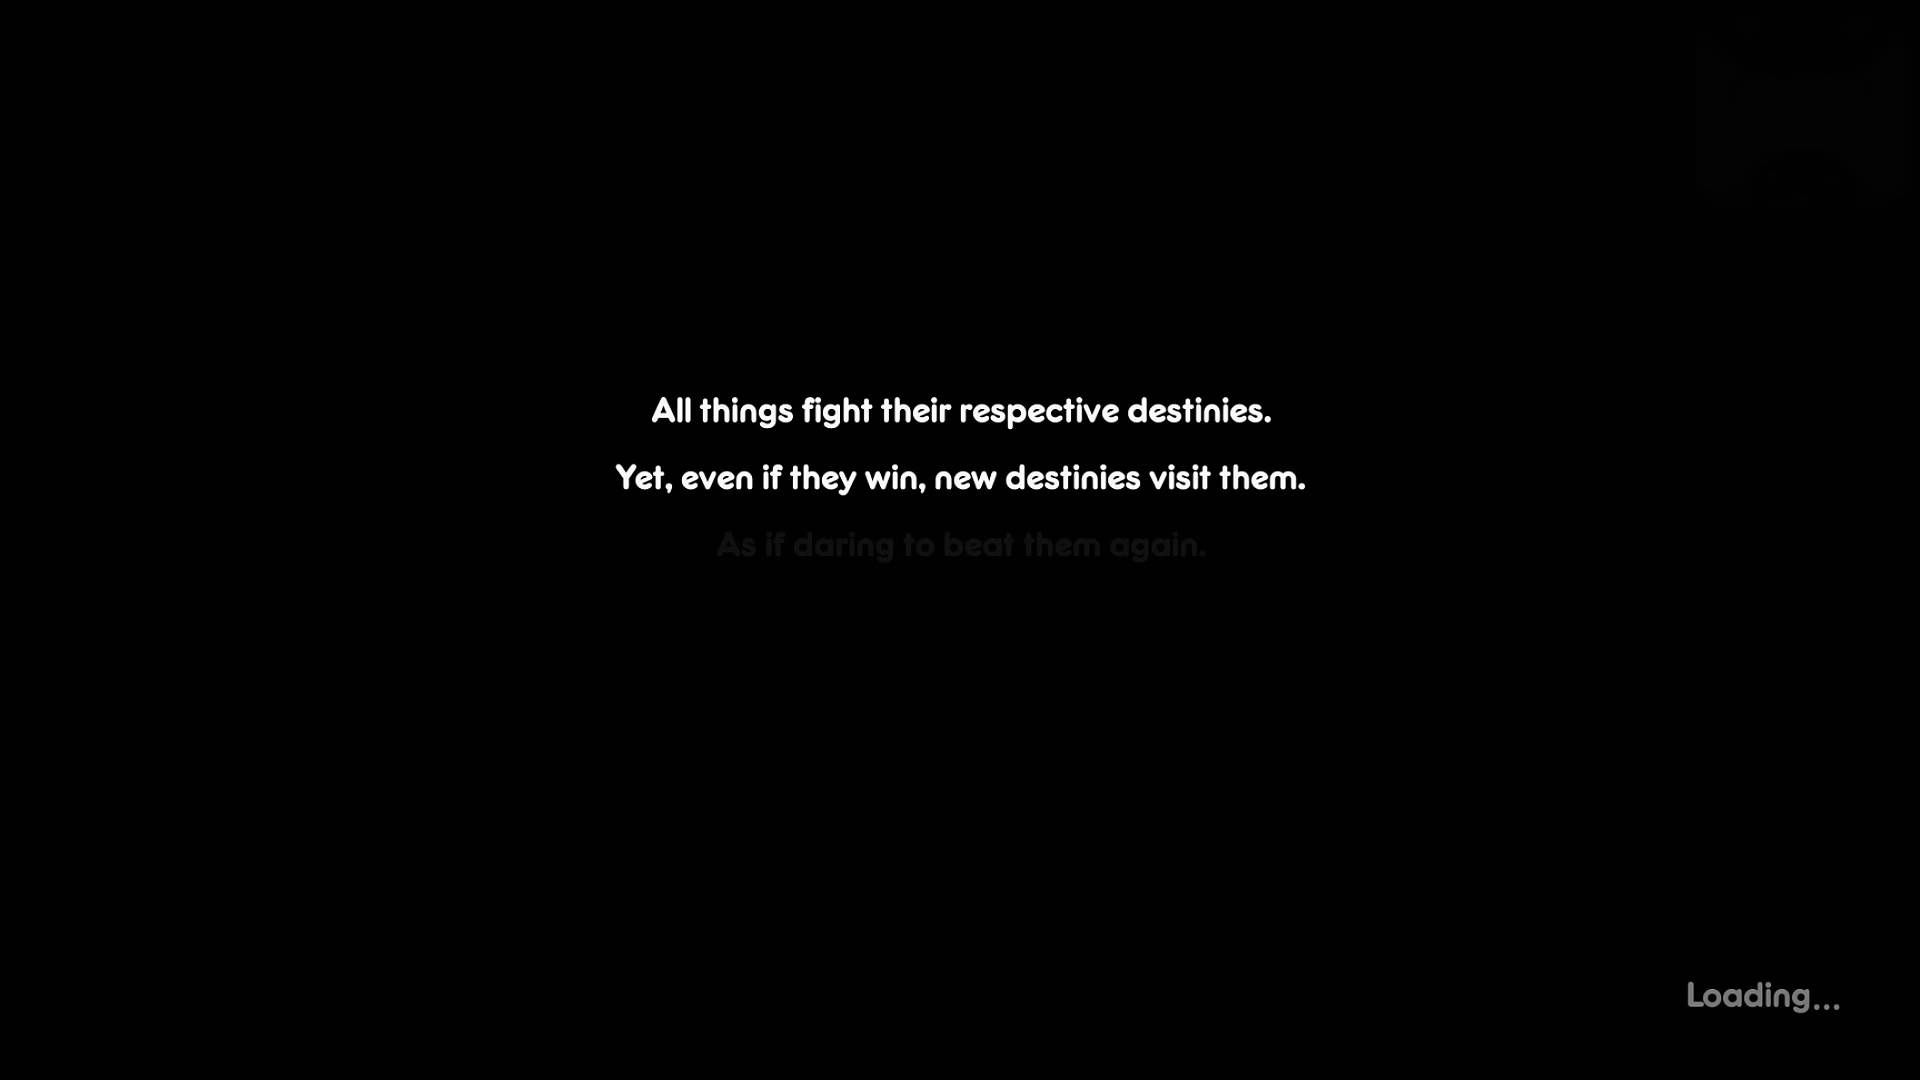 All things fight their respective destinies.
Yet, even if they win, new destinies visit them.
As if daring to beat them again.
Loading...